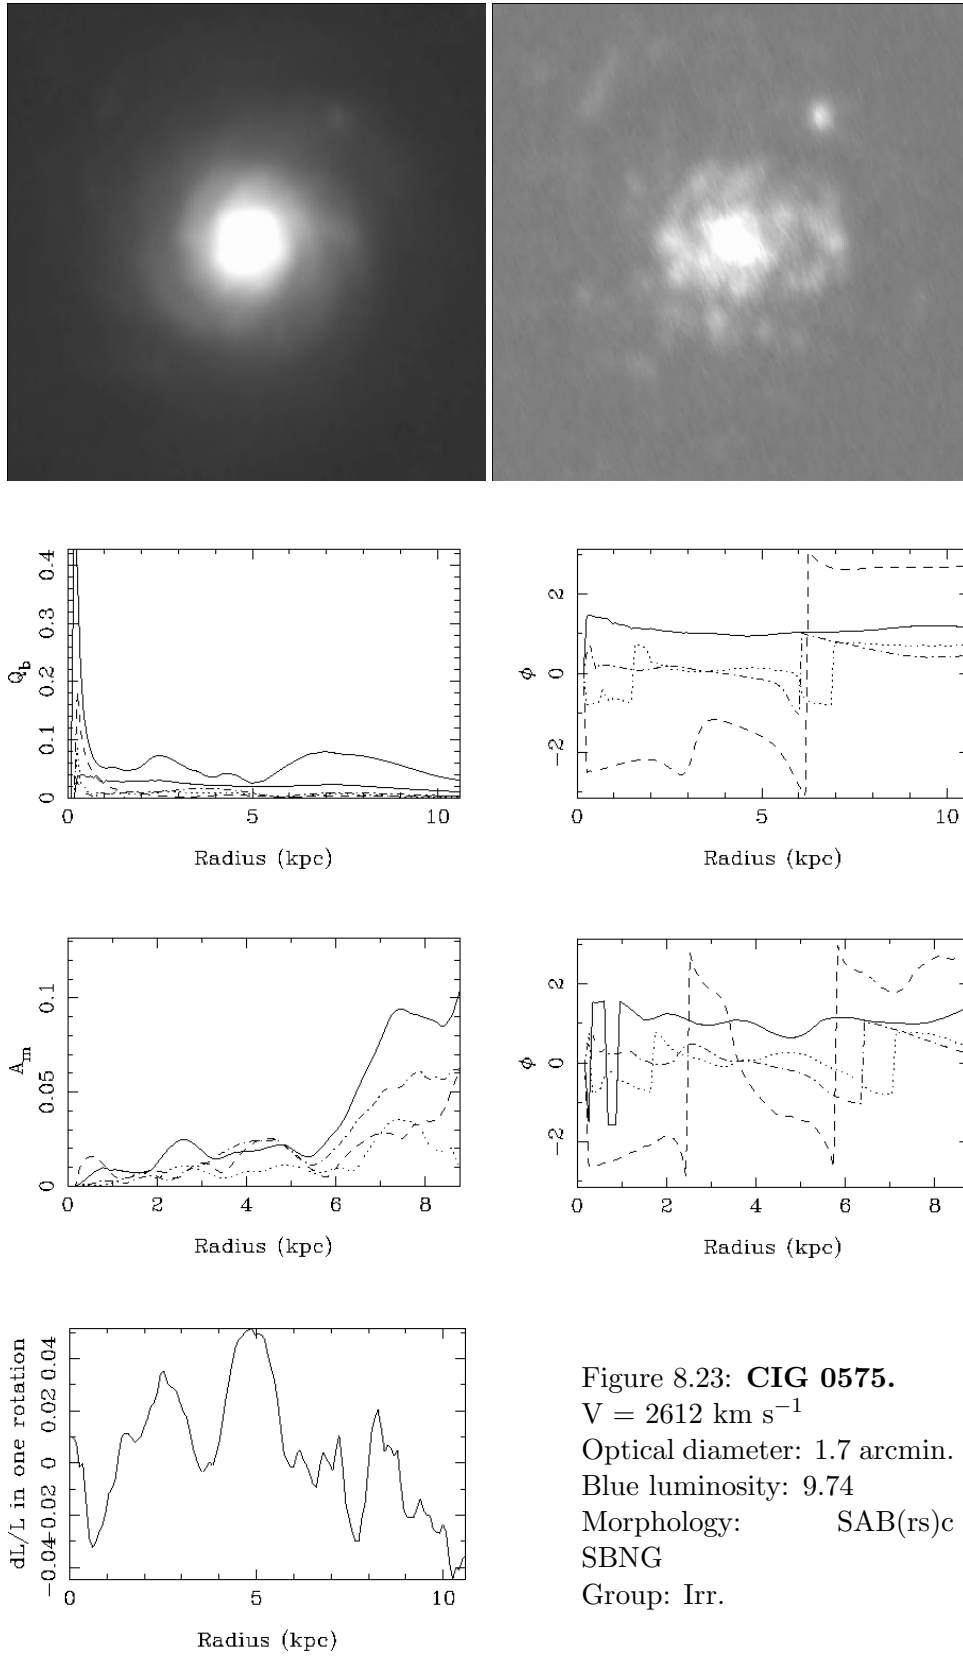 0.4
0.3
0.2
0.1
0
Q_b
0 5 10
Radius (kpc)
2
0
−2
ϕ
0 5 10
Radius (kpc)
0.1
0.05
0
A_m
0 2 4 6 8
Radius (kpc)
2
0
−2
ϕ
0 2 4 6 8
Radius (kpc)
0.04
0.02
0
−0.02
−0.04
dL/L in one rotation
0 5 10
Radius (kpc)
Figure 8.23: CIG 0575.
V = 2612 km s⁻¹
Optical diameter: 1.7 arcmin.
Blue luminosity: 9.74
Morphology: SAB(rs)c
SBNG
Group: Irr.